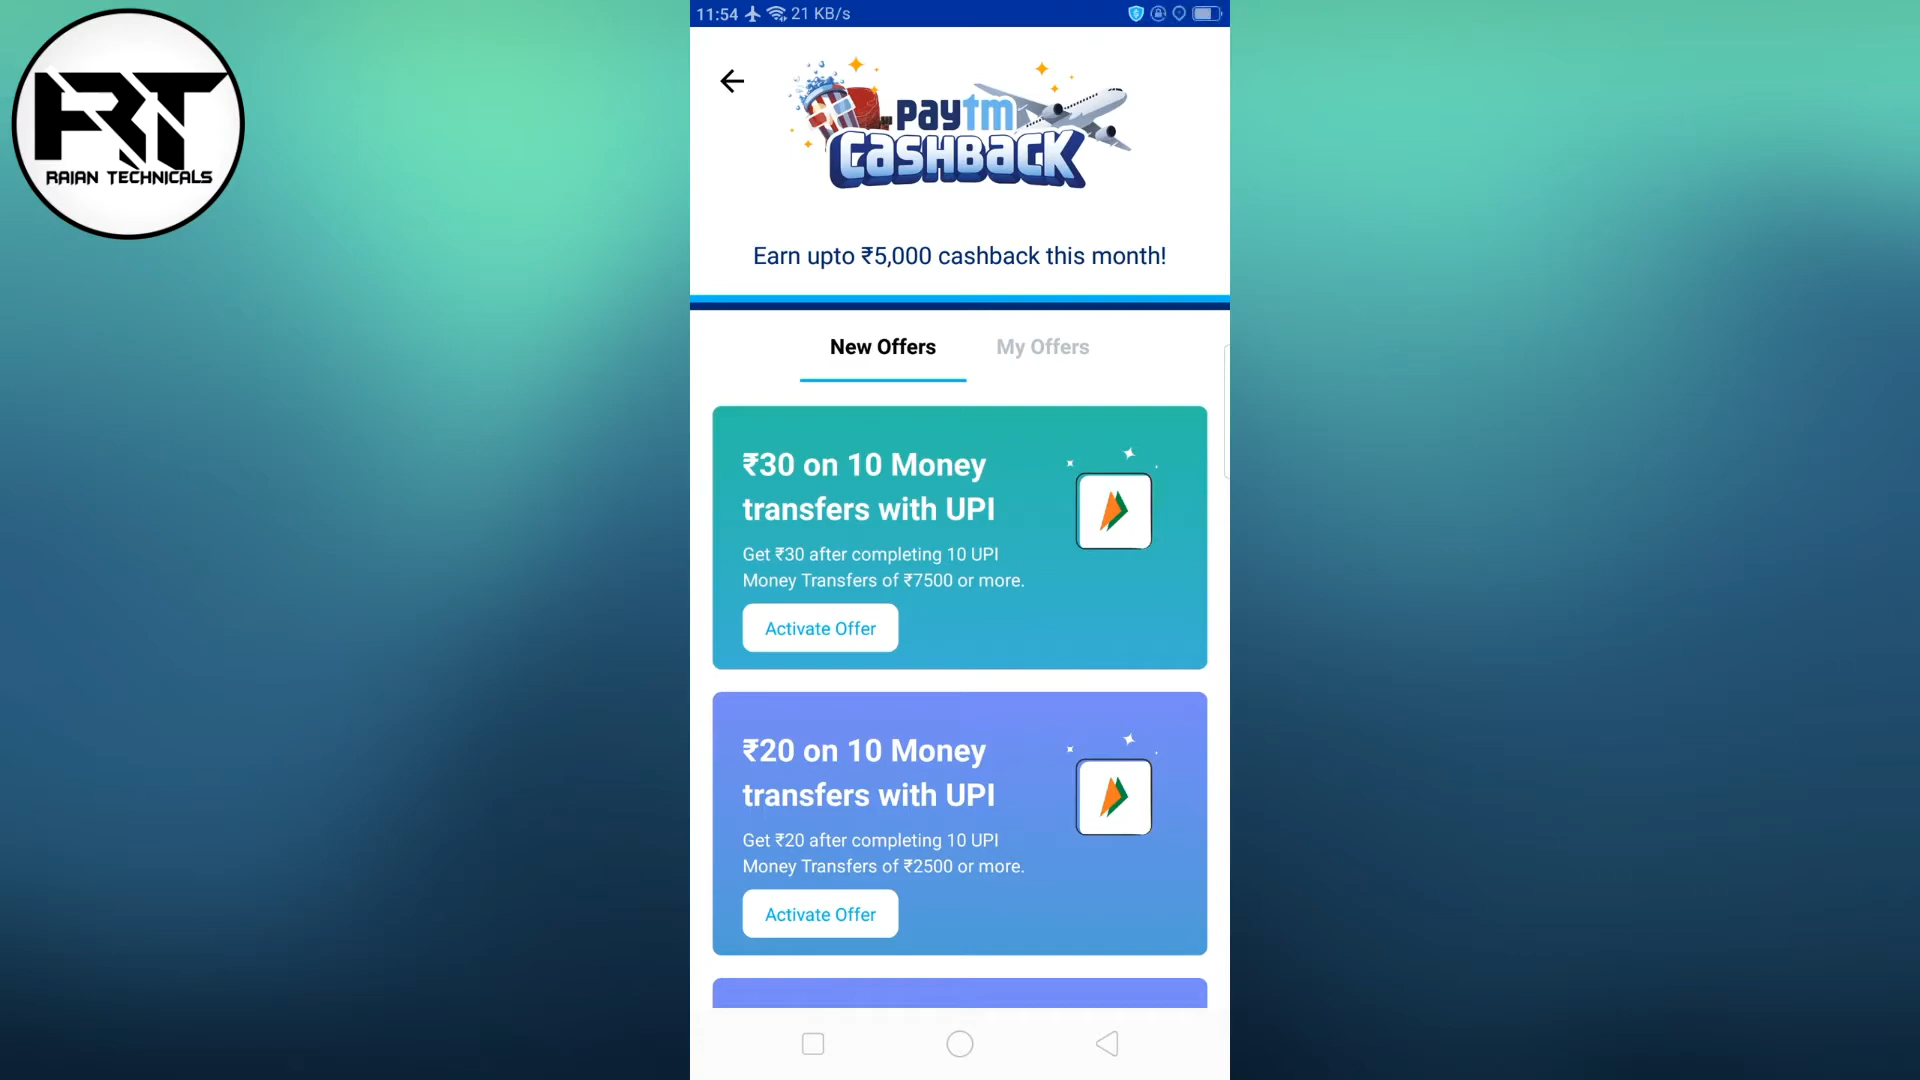 RT
RAIAN TECHNICALS
11:54 21 KB/s
paytm
CASHBACK
Earn upto ₹5,000 cashback this month!
New Offers My Offers
₹30 on 10 Money
transfers with UPI
Get ₹30 after completing 10 UPI
Money Transfers of ₹7500 or more.
Activate Offer
₹20 on 10 Money
transfers with UPI
Get ₹20 after completing 10 UPI
Money Transfers of ₹2500 or more.
Activate Offer